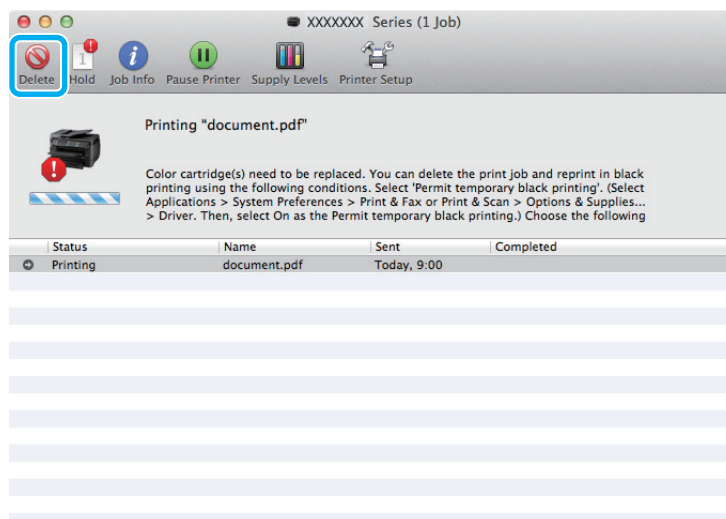 XXXXXXX Series (1 Job)
Delete Hold Job Info Pause Printer Supply Levels Printer Setup
Printing "document.pdf"
Color cartridge(s) need to be replaced. You can delete the print job and reprint in black
printing using the following conditions. Select 'Permit temporary black printing'. (Select
Applications > System Preferences > Print & Fax or Print & Scan > Options & Supplies...
> Driver. Then, select On as the Permit temporary black printing.) Choose the following
Status Name Sent Completed
Printing document.pdf Today, 9:00